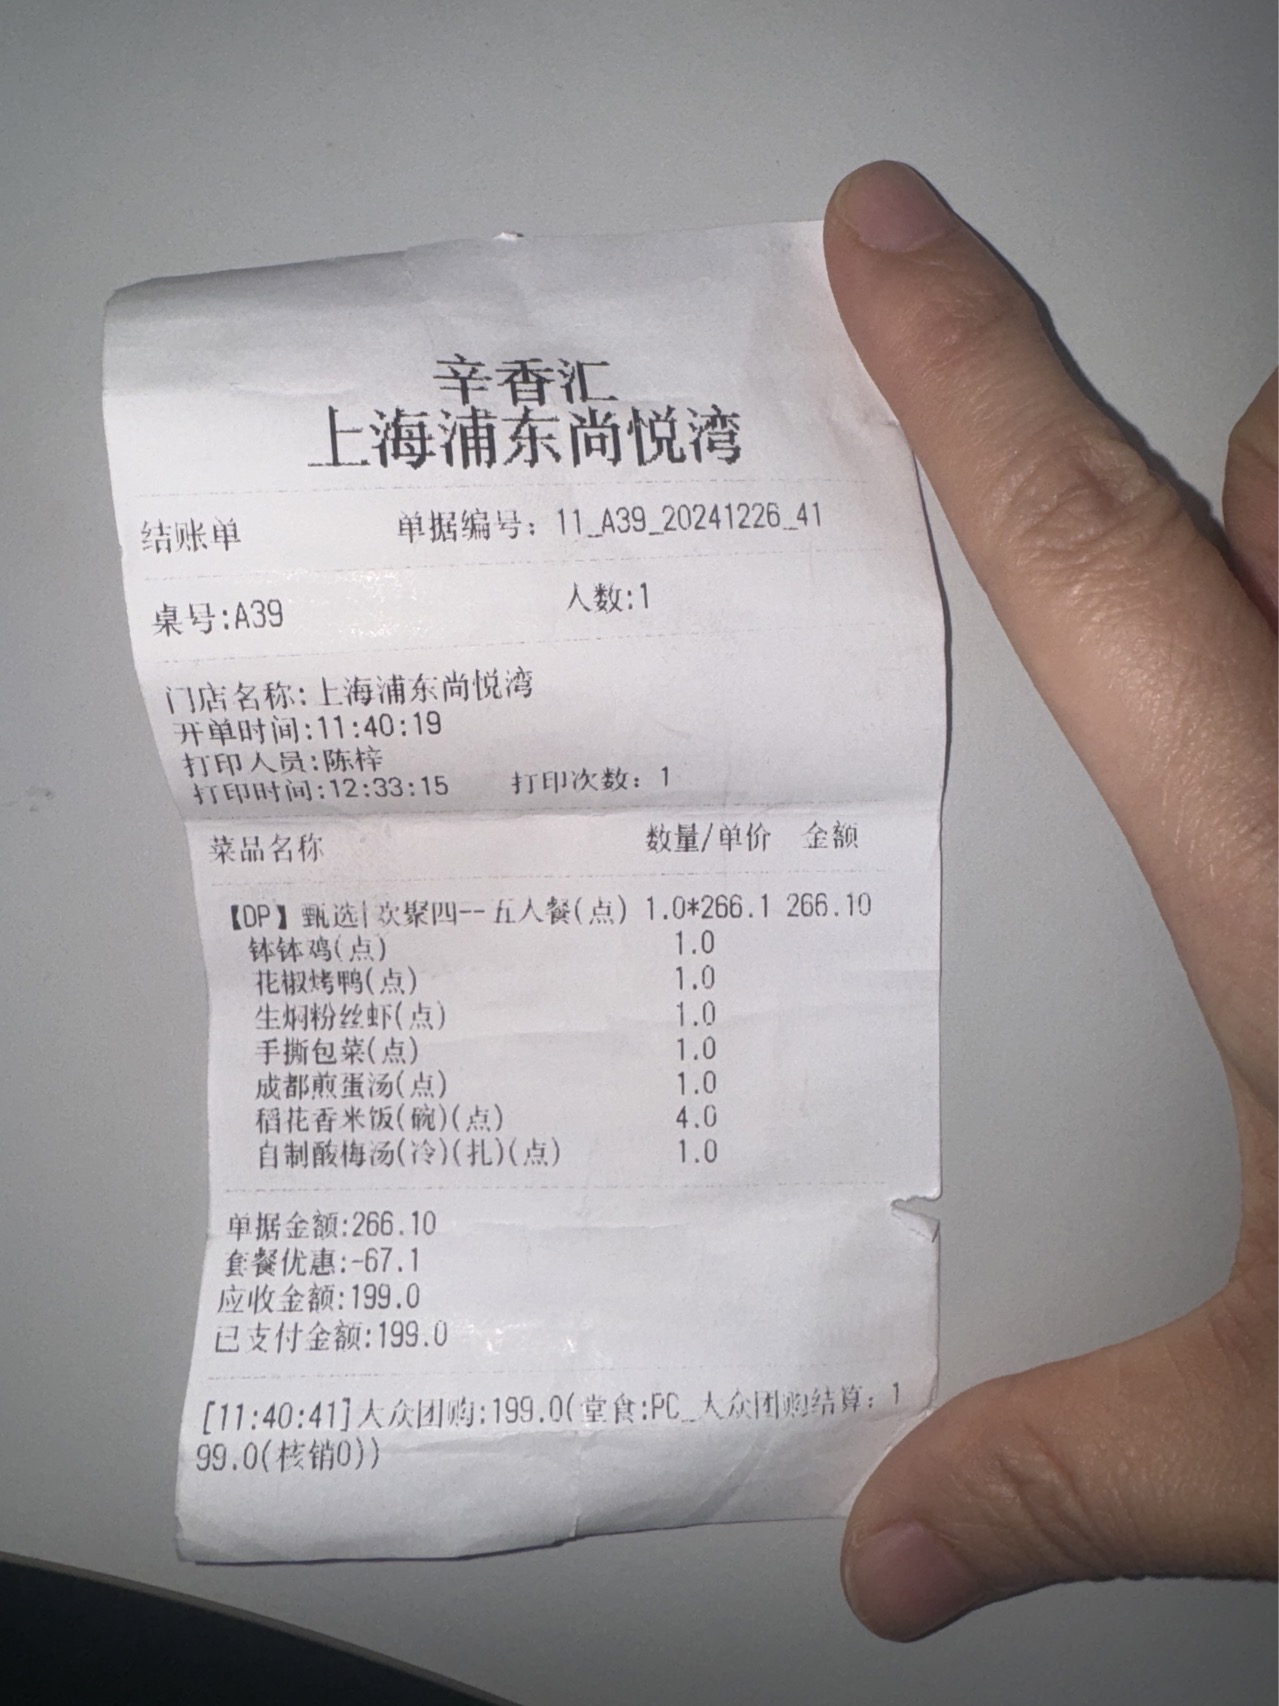 辛香汇
上海浦东尚悦湾
结账单 单据编号：11_A39_20241226_41
桌号:A39 人数:1
门店名称:上海浦东尚悦湾
开单时间:11:40:19
打印人员:陈梓
打印时间:12:33:15 打印次数：1
菜品名称 数量/单价 金额
【DP】甄选|欢聚四--五人餐(点) 1.0*266.1 266.10
钵钵鸡(点) 1.0
花椒烤鸭(点) 1.0
生焖粉丝虾(点) 1.0
手撕包菜(点) 1.0
成都煎蛋汤(点) 1.0
稻花香米饭(碗)(点) 4.0
自制酸梅汤(冷)(扎)(点) 1.0
单据金额:266.10
套餐优惠:-67.1
应收金额:199.0
已支付金额:199.0
[11:40:41]大众团购:199.0(堂食:PC_大众团购结算：1
99.0(核销0))